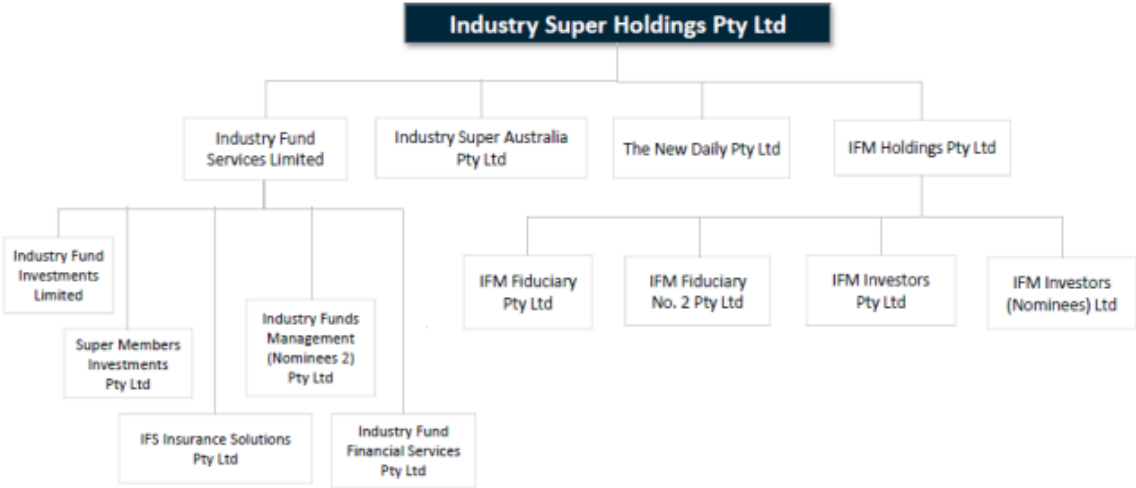 Industry Super Holdings Pty Ltd
Industry Fund
Services Limited
Industry Super Australia
Pty Ltd
The New Daily Pty Ltd
IFM Holdings Pty Ltd
Industry Fund
Investments
Limited
Super Members
Investments
Pty Ltd
IFS Insurance Solutions
Pty Ltd
Industry Funds
Management
(Nominees 2)
Pty Ltd
Industry Fund
Financial Services
Pty Ltd
IFM Fiduciary
Pty Ltd
IFM Fiduciary
No. 2 Pty Ltd
IFM Investors
Pty Ltd
IFM Investors
(Nominees) Ltd